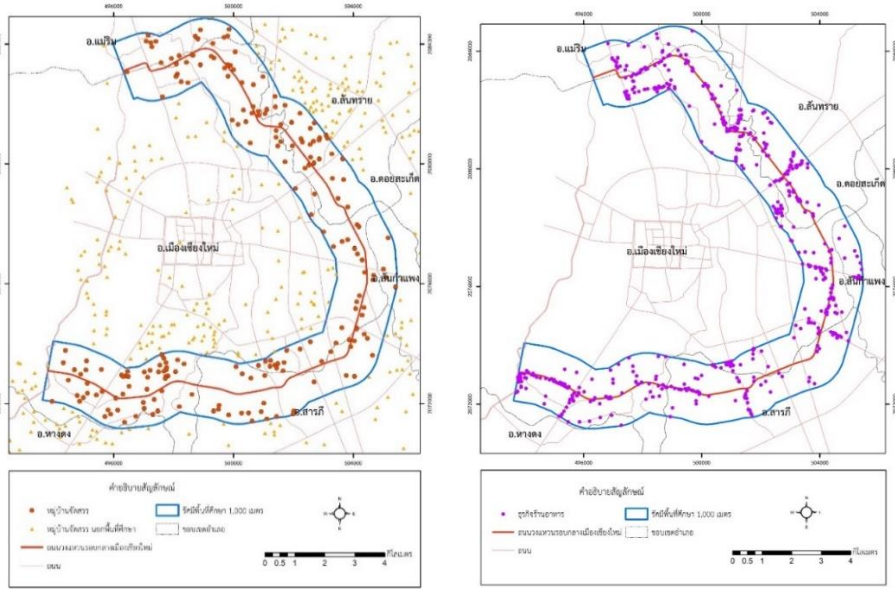 496000 500000 504000
อ.แม่ริม
อ.สันทราย
อ.ดอยสะเก็ด
อ.เมืองเชียงใหม่
อ.สันกำแพง
อ.สารภี
อ.หางดง
2072000
496000 500000 504000
คำอธิบายสัญลักษณ์
หมู่บ้านจัดสรร
รัศมีพื้นที่ศึกษา 1,000 เมตร
หมู่บ้านจัดสรร นอกพื้นที่ศึกษา
ขอบเขตอำเภอ
ถนนวงแหวนรอบกลางเมืองเชียงใหม่
ถนน
N
กิโลเมตร
0 0.5 1 2 3 4
496000 500000 504000
อ.แม่ริม
อ.สันทราย
อ.ดอยสะเก็ด
อ.เมืองเชียงใหม่
อ.สันกำแพง
อ.สารภี
อ.หางดง
2072000
496000 500000 504000
คำอธิบายสัญลักษณ์
ธุรกิจร้านอาหาร
รัศมีพื้นที่ศึกษา 1,000 เมตร
ถนนวงแหวนรอบกลางเมืองเชียงใหม่
ขอบเขตอำเภอ
ถนน
N
กิโลเมตร
0 0.5 1 2 3 4